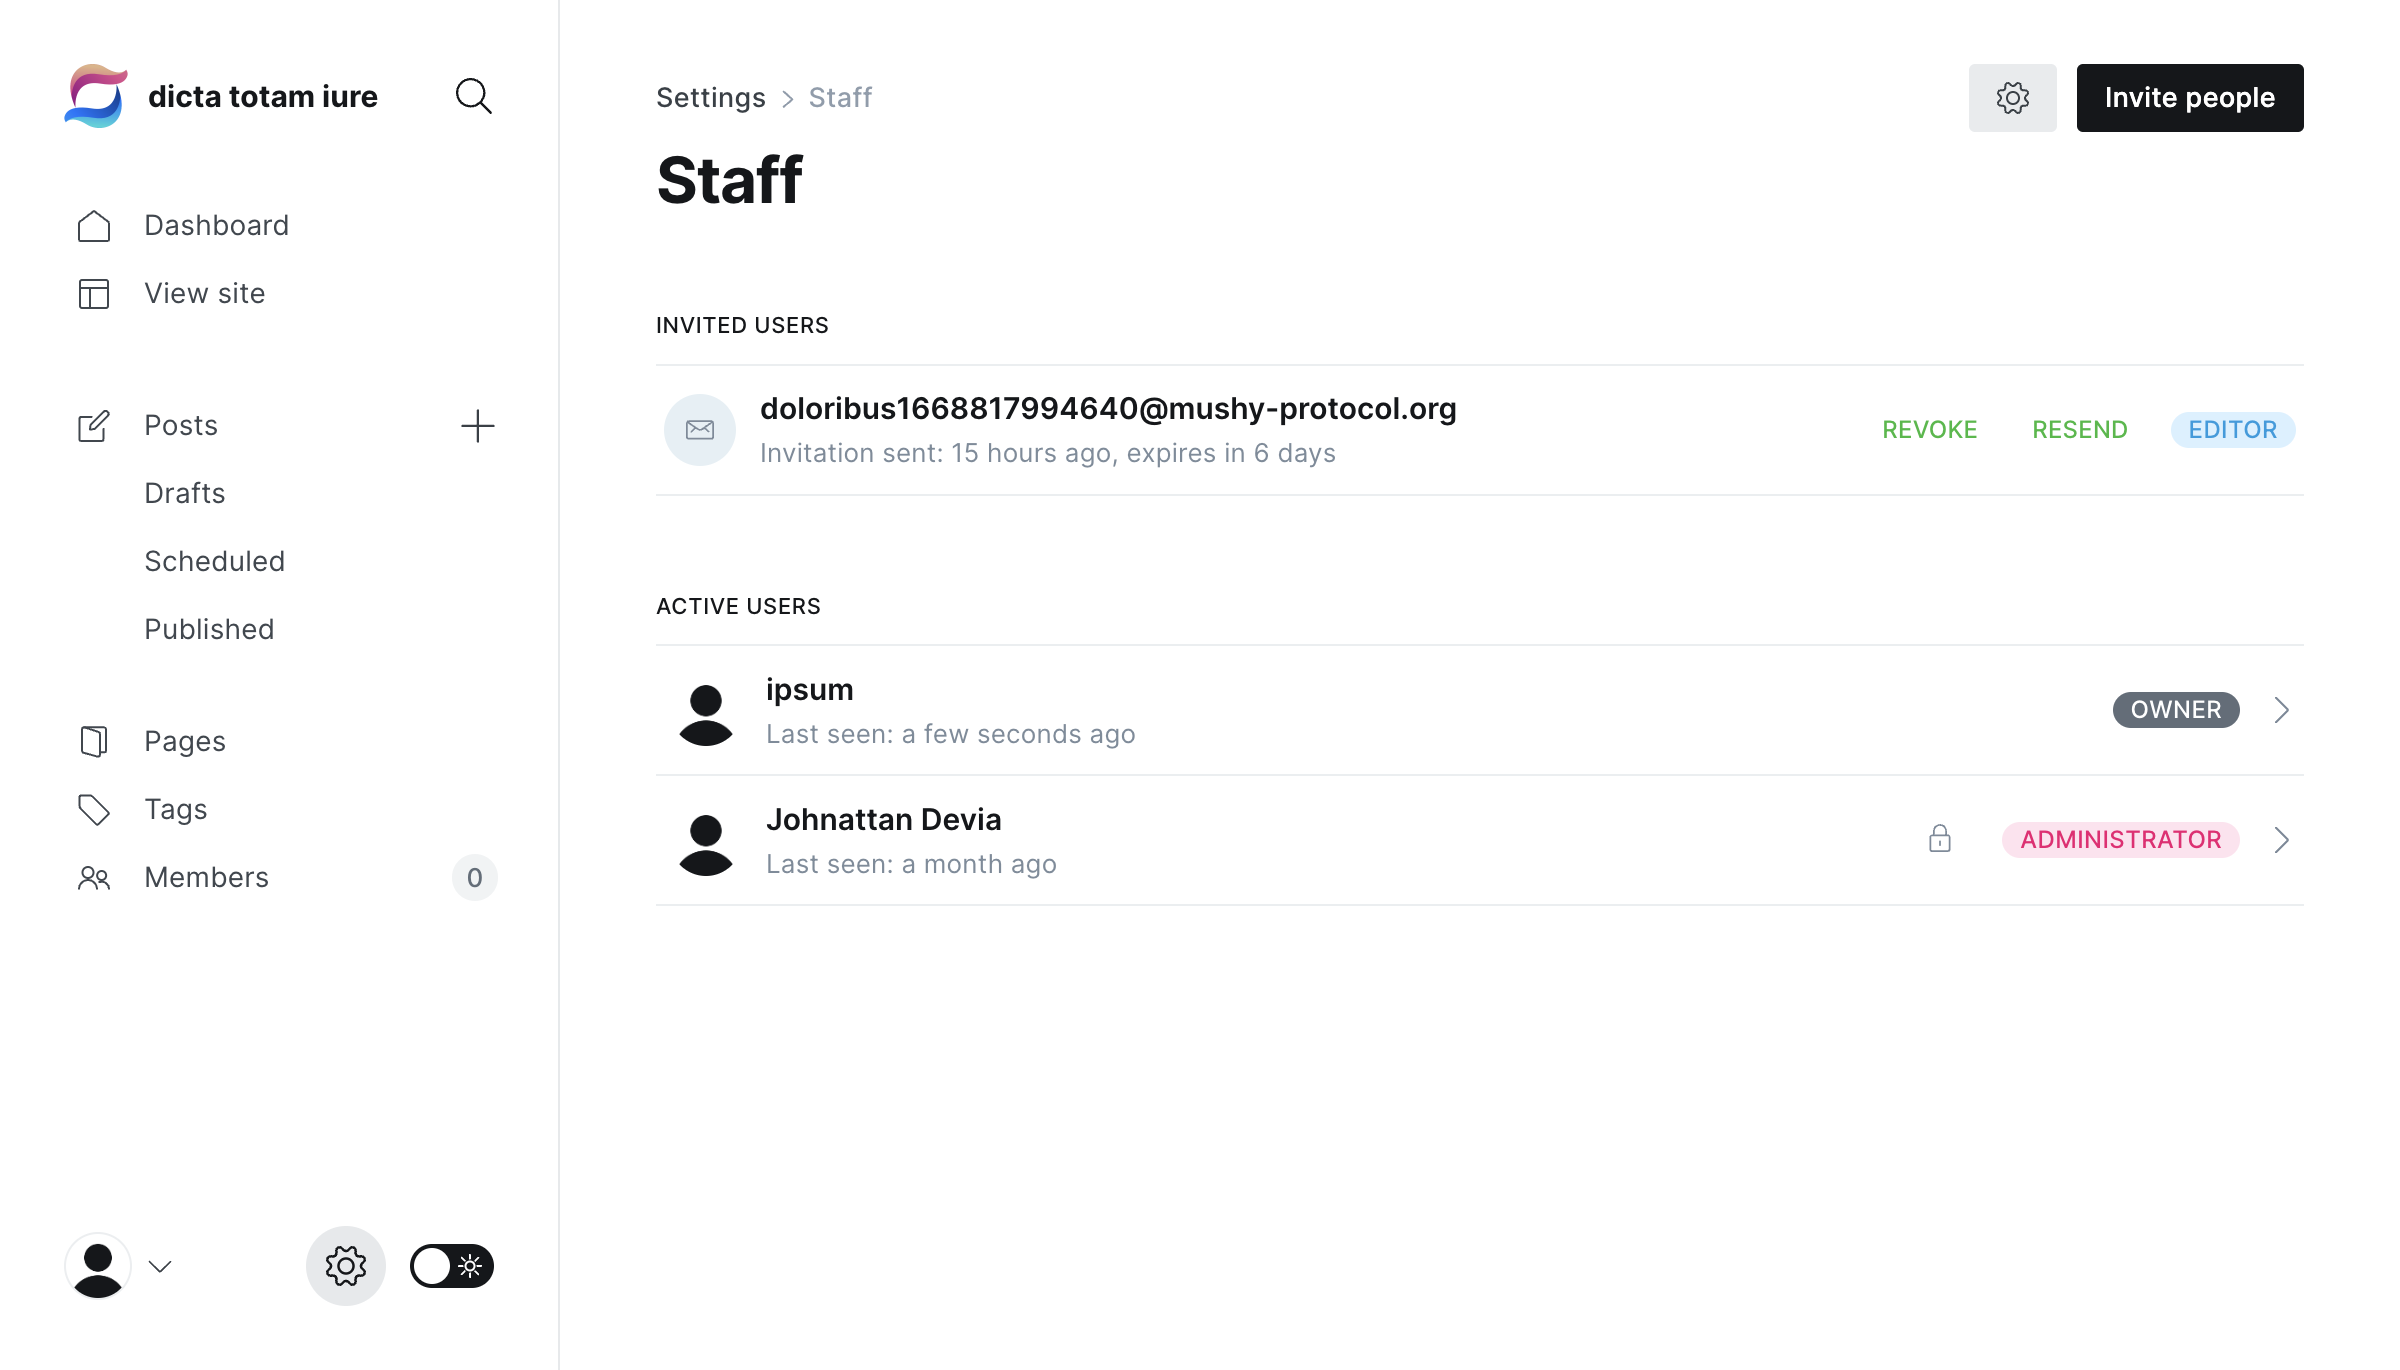 dicta totam iure
Dashboard
View site
Posts
Drafts
Scheduled
Published
Pages
Tags
Members
0
Settings > Staff
Invite people
Staff
INVITED USERS
doloribus1668817994640@mushy-protocol.org
Invitation sent: 15 hours ago, expires in 6 days
REVOKE
RESEND
EDITOR
ACTIVE USERS
ipsum
Last seen: a few seconds ago
OWNER
Johnattan Devia
Last seen: a month ago
ADMINISTRATOR